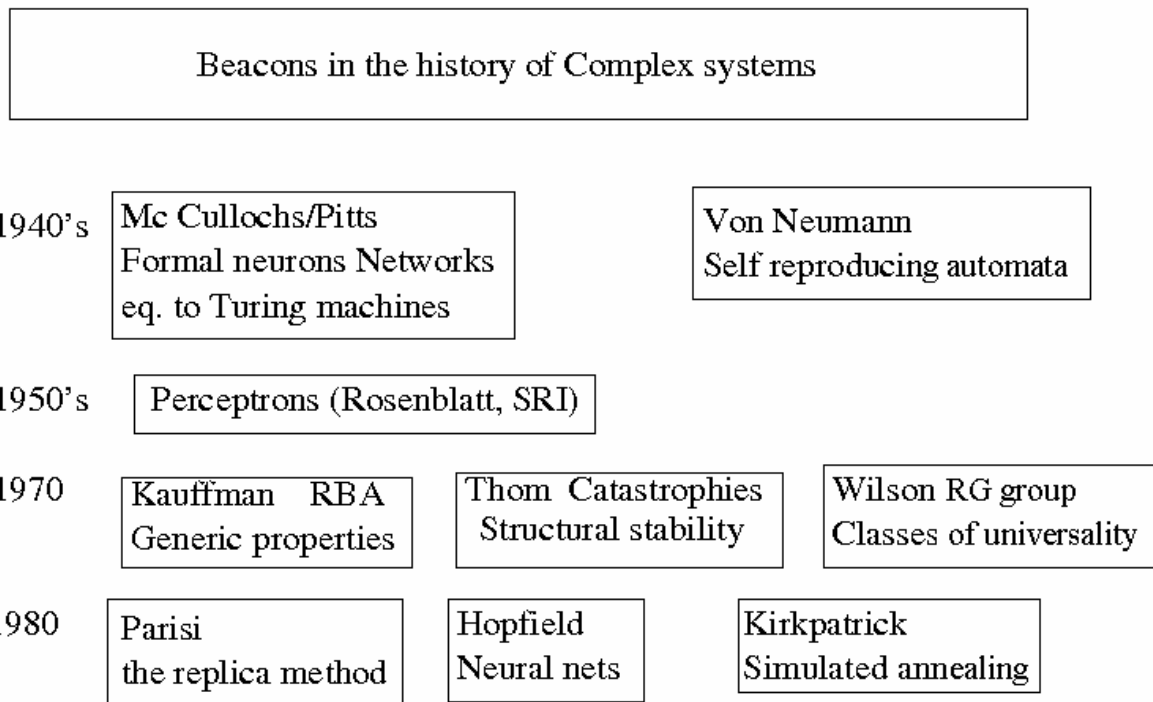 Beacons in the history of Complex systems
1940's
Mc Cullochs/Pitts
Formal neurons Networks
eq. to Turing machines
Von Neumann
Self reproducing automata
1950's
Perceptrons (Rosenblatt, SRI)
1970
Kauffman RBA
Generic properties
Thom Catastrophies
Structural stability
Wilson RG group
Classes of universality
1980
Parisi
the replica method
Hopfield
Neural nets
Kirkpatrick
Simulated annealing